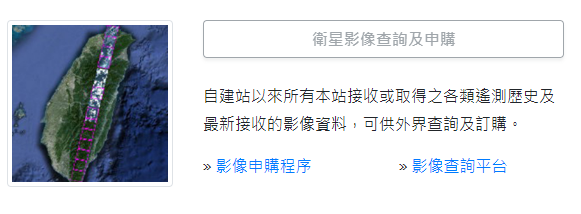 衛星影像查詢及申購
自建站以來所有本站接收或取得之各類遙測歷史及
最新接收的影像資料，可供外界查詢及訂購。
» 影像申購程序 » 影像查詢平台